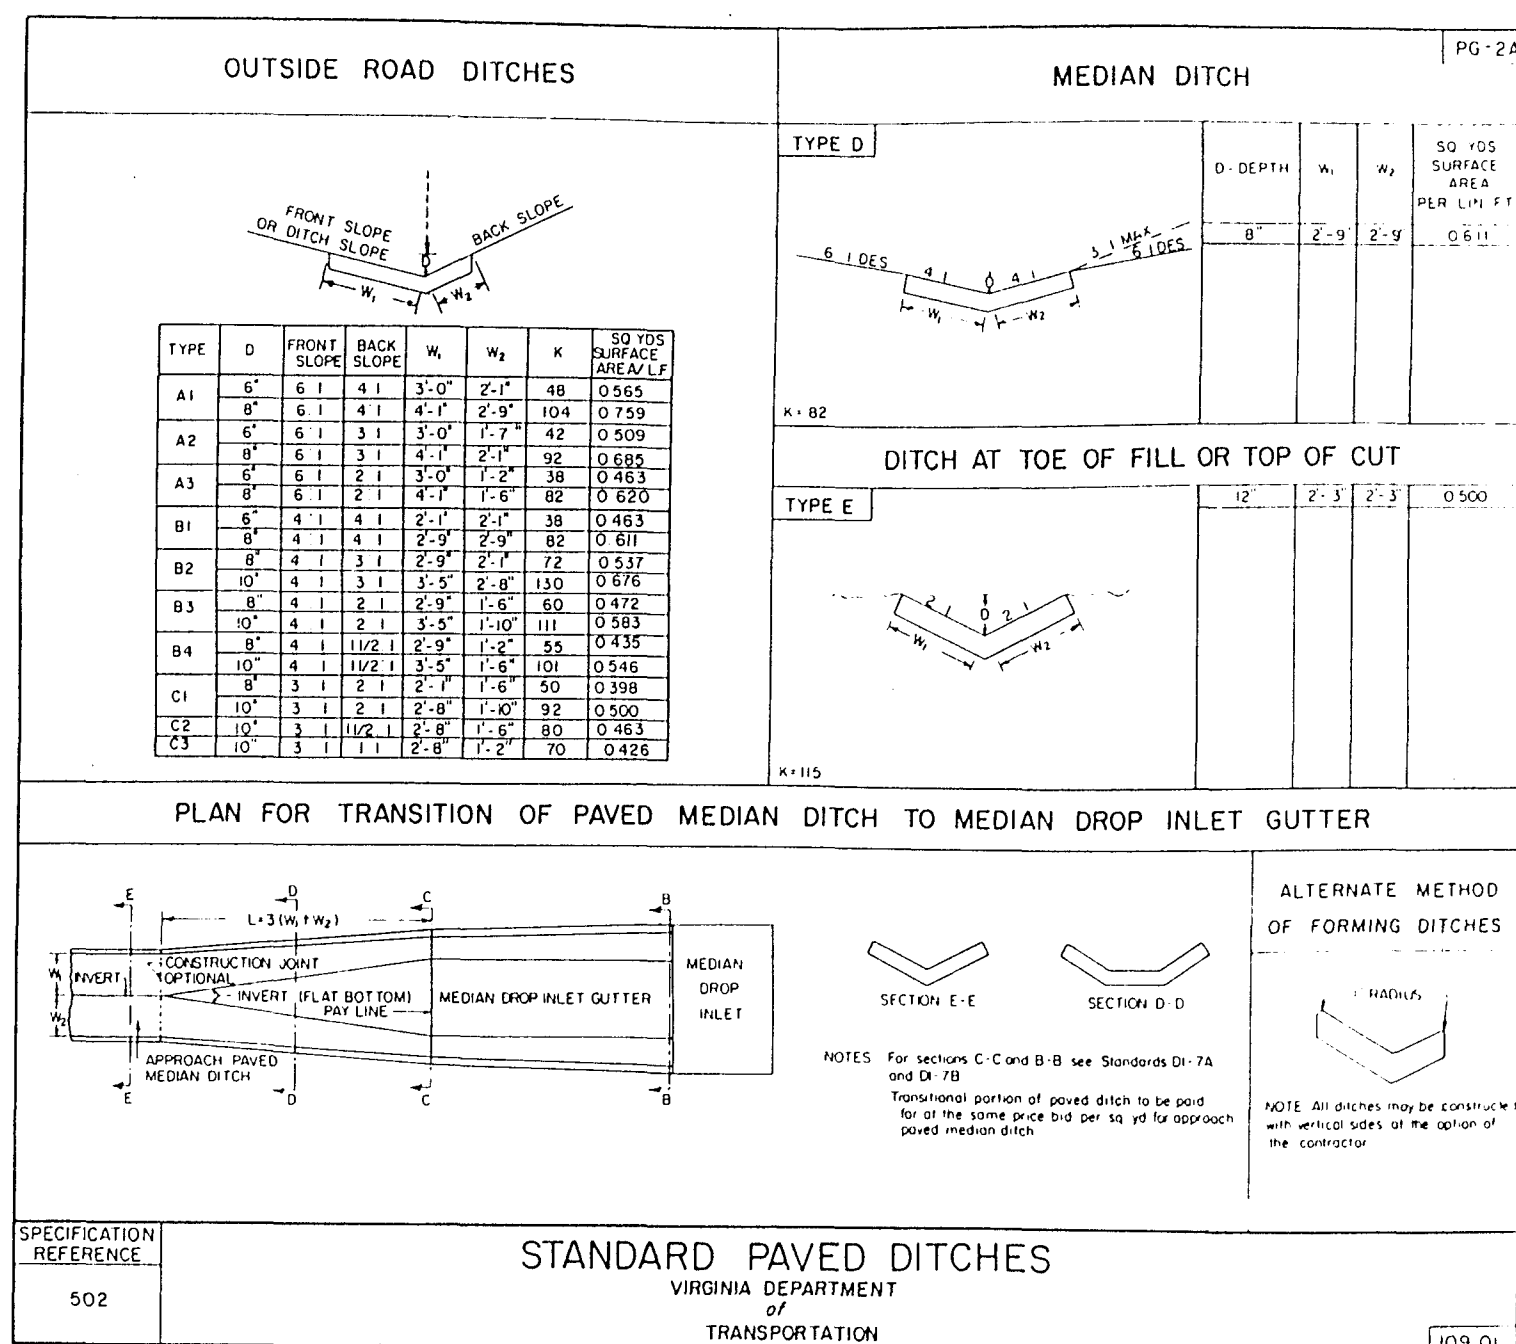 PG-2A
OUTSIDE ROAD DITCHES
FRONT SLOPE
OR DITCH SLOPE
BACK SLOPE
D
W1
W2
TYPE D FRONT SLOPE BACK SLOPE W1 W2 K SQ YDS SURFACE AREA/L.F
A1 6" 6 1 4 1 3'-0" 2'-1" 48 0 565
8" 6 1 4 1 4'-1" 2'-9" 104 0 759
A2 6" 6 1 3 1 3'-0" 1'-7" 42 0 509
8" 6 1 3 1 4'-1" 2'-1" 92 0 685
A3 6" 6 1 2 1 3'-0" 1'-2" 38 0 463
8" 6 1 2 1 4'-1" 1'-6" 82 0 620
B1 6" 4 1 4 1 2'-1" 2'-1" 38 0 463
8" 4 1 4 1 2'-9" 2'-9" 82 0 611
B2 8" 4 1 3 1 2'-9" 2'-1" 72 0 537
10" 4 1 3 1 3'-5" 2'-8" 130 0 676
B3 8" 4 1 2 1 2'-9" 1'-6" 60 0 472
10" 4 1 2 1 3'-5" 1'-10" 111 0 583
B4 8" 4 1 1 1/2 1 2'-9" 1'-2" 55 0 435
10" 4 1 1 1/2 1 3'-5" 1'-6" 101 0 546
C1 8" 3 1 2 1 2'-1" 1'-6" 50 0 398
10" 3 1 2 1 2'-8" 1'-10" 92 0 500
C2 10" 3 1 1 1/2 1 2'-8" 1'-6" 80 0 463
C3 10" 3 1 1 1 2'-8" 1'-2" 70 0 426
MEDIAN DITCH
TYPE D
D-DEPTH W1 W2 SQ YDS SURFACE AREA PER LIN FT
8" 2'-9 2'-9 0 611
6 1 DES
4 1
D
4 1
3 1 MAX
6 1 DES
W1
W2
K=82
DITCH AT TOE OF FILL OR TOP OF CUT
TYPE E
12" 2'-3" 2'-3" 0 500
2 1
D
2 1
W1
W2
K=115
PLAN FOR TRANSITION OF PAVED MEDIAN DITCH TO MEDIAN DROP INLET GUTTER
E
D
C
B
L=3(W1+W2)
W1
INVERT
CONSTRUCTION JOINT
OPTIONAL
INVERT (FLAT BOTTOM)
PAY LINE
MEDIAN DROP INLET GUTTER
MEDIAN
DROP
INLET
W2
APPROACH PAVED
MEDIAN DITCH
E
D
C
B
SECTION E-E
SECTION D-D
NOTES For sections C-C and B-B see Standards DI-7A
and DI-7B
Transitional portion of paved ditch to be paid
for at the same price bid per sq yd for approach
paved median ditch
ALTERNATE METHOD
OF FORMING DITCHES
RADIUS
NOTE All ditches may be constructe
with vertical sides at the option of
the contractor
SPECIFICATION
REFERENCE
502
STANDARD PAVED DITCHES
VIRGINIA DEPARTMENT
of
TRANSPORTATION
109.01